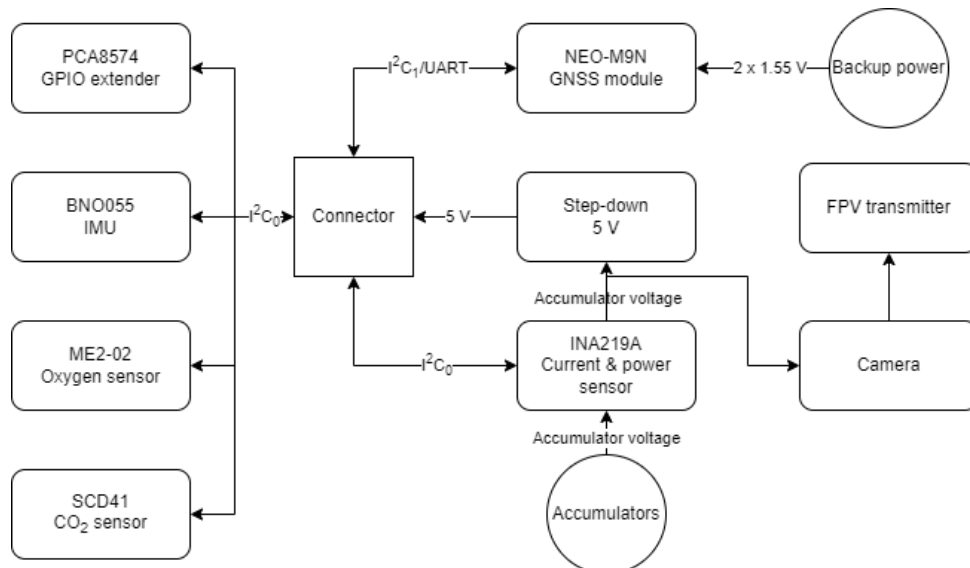 PCA8574
GPIO extender
I²C₁/UART
NEO-M9N
GNSS module
2 x 1.55 V
Backup power
BNO055
IMU
I²C₀
Connector
5 V
Step-down
5 V
FPV transmitter
Accumulator voltage
ME2-02
Oxygen sensor
I²C₀
INA219A
Current & power
sensor
Camera
Accumulator voltage
SCD41
CO₂ sensor
Accumulators